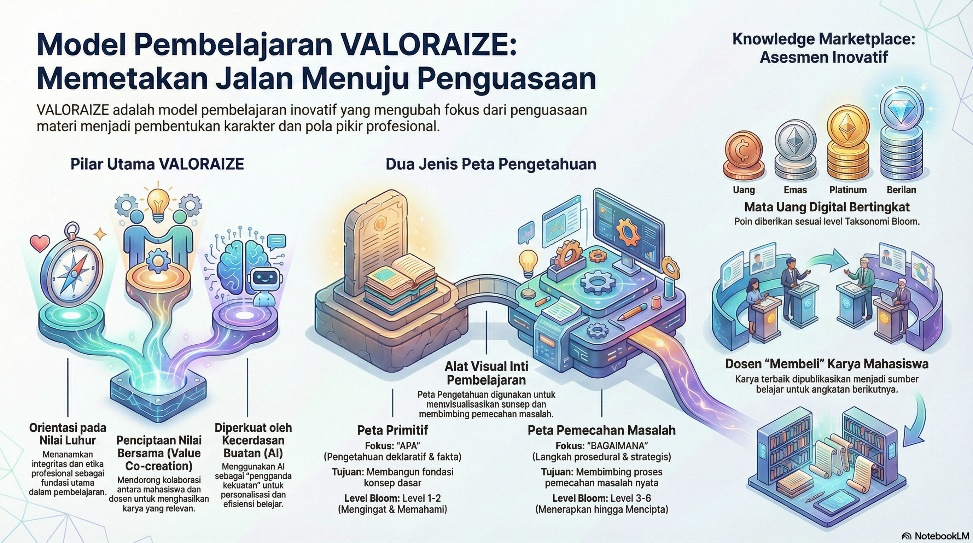 Model Pembelajaran VALORAIZE:
Memetakan Jalan Menuju Penguasaan
VALORAIZE adalah model pembelajaran inovatif yang mengubah fokus dari penguasaan
materi menjadi pembentukan karakter dan pola pikir profesional.
Pilar Utama VALORAIZE
Orientasi pada
Nilai Luhur
Menanamkan
integritas dan etika
profesional sebagai
fondasi utama
dalam pembelajaran.
Penciptaan Nilai
Bersama (Value
Co-creation)
Mendorong kolaborasi
antara mahasiswa dan
dosen untuk menghasilkan
karya yang relevan.
Diperkuat oleh
Kecerdasan
Buatan (AI)
Menggunakan AI
sebagai "pengganda
kekuatan" untuk
personalisasi dan
efisiensi belajar.
Dua Jenis Peta Pengetahuan
Alat Visual Inti
Pembelajaran
Peta Pengetahuan digunakan untuk
menvisualisasikan sunsep dan
membimbing pemecahan masalah.
Peta Primitif
Fokus: "APA"
(Pengetahuan deklaratif & fakta)
Tujuan: Membangun fondasi
konsep dasar
Level Bloom: Level 1-2
(Mengingat & Memahami)
Peta Pemecahan Masalah
Fokus: "BAGAIMANA"
(Langkah prosedural & strategis)
Tujuan: Membimbing proses
pemecahan masalah nyata
Level Bloom: Level 3-6
(Menerapkan hingga Mencipta)
Knowledge Marketplace:
Asesmen Inovatif
Uang
Emas
Platinum
Berilan
Mata Uang Digital Bertingkat
Poin diberikan sesuai level Taksonomi Bloom.
Dosen "Membeli" Karya Mahasiswa
Karya terbaik dipublikasikan menjadi sumber
belajar untuk angkatan berikutnya.
NotebookLM